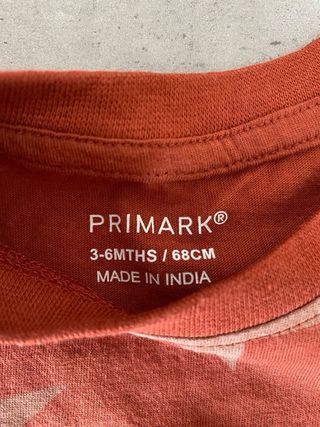 PRIMARK®
3-6MTHS / 68CM
MADE IN INDIA